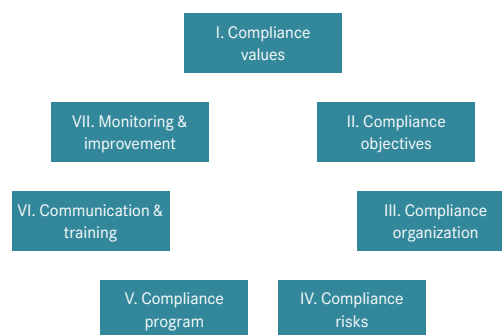 I. Compliance
values
VII. Monitoring &
improvement
II. Compliance
objectives
VI. Communication &
training
III. Compliance
organization
V. Compliance
program
IV. Compliance
risks